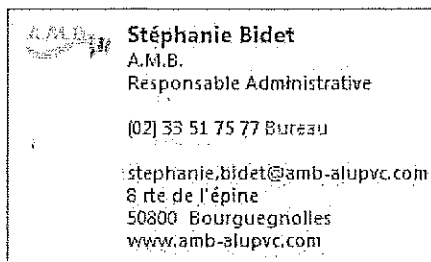 A.M.B.
Stéphanie Bidet
A.M.B.
Responsable Administrative
(02) 33 51 75 77 Bureau
stephanie.bidet@amb-alupvc.com
8 rte de l'épine
50800 Bourguegnolles
www.amb-alupvc.com